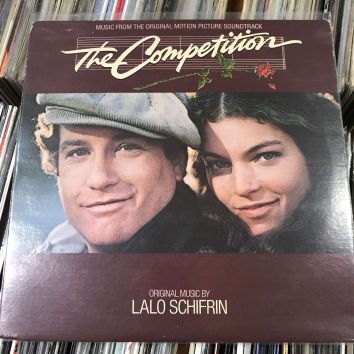 MUSIC FROM THE ORIGINAL MOTION PICTURE SOUNDTRACK
The Competition
ORIGINAL MUSIC BY
LALO SCHIFRIN